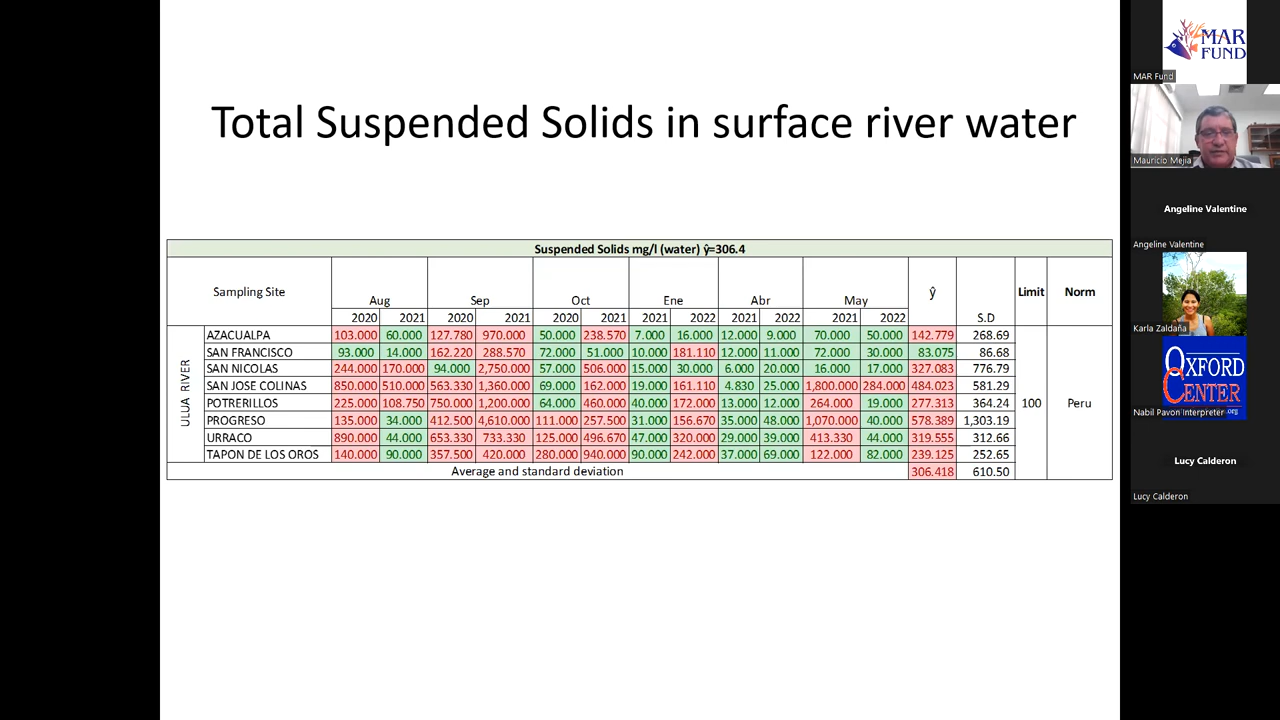 Total Suspended Solids in surface river water
Suspended Solids mg/l (water) ŷ=306.4
Sampling Site Aug Sep Oct Ene Abr May ŷ S.D Limit Norm
2020 2021 2020 2021 2020 2021 2021 2022 2021 2022 2021 2022
ULUA RIVER
AZACUALPA 103.000 60.000 127.780 970.000 50.000 238.570 7.000 16.000 12.000 9.000 70.000 50.000 142.779 268.69
SAN FRANCISCO 93.000 14.000 162.220 288.570 72.000 51.000 10.000 181.110 12.000 11.000 72.000 30.000 83.075 86.68
SAN NICOLAS 244.000 170.000 94.000 2,750.000 57.000 506.000 15.000 30.000 6.000 20.000 16.000 17.000 327.083 776.79
SAN JOSE COLINAS 850.000 510.000 563.330 1,360.000 69.000 162.000 19.000 161.110 4.830 25.000 1,800.000 284.000 484.023 581.29
POTRERILLOS 225.000 108.750 750.000 1,200.000 64.000 460.000 40.000 172.000 13.000 12.000 264.000 19.000 277.313 364.24 100 Peru
PROGRESO 135.000 34.000 412.500 4,610.000 111.000 257.500 31.000 156.670 35.000 48.000 1,070.000 40.000 578.389 1,303.19
URRACO 890.000 44.000 653.330 733.330 125.000 496.670 47.000 320.000 29.000 39.000 413.330 44.000 319.555 312.66
TAPON DE LOS OROS 140.000 90.000 357.500 420.000 280.000 940.000 90.000 242.000 37.000 69.000 122.000 82.000 239.125 252.65
Average and standard deviation 306.418 610.50
MAR
FUND
MAR Fund
Mauricio Mejia
Angeline Valentine
Angeline Valentine
Karla Zaldaña
OXFORD
CENTER
.org
Nabil Pavon Interpreter
Lucy Calderon
Lucy Calderon